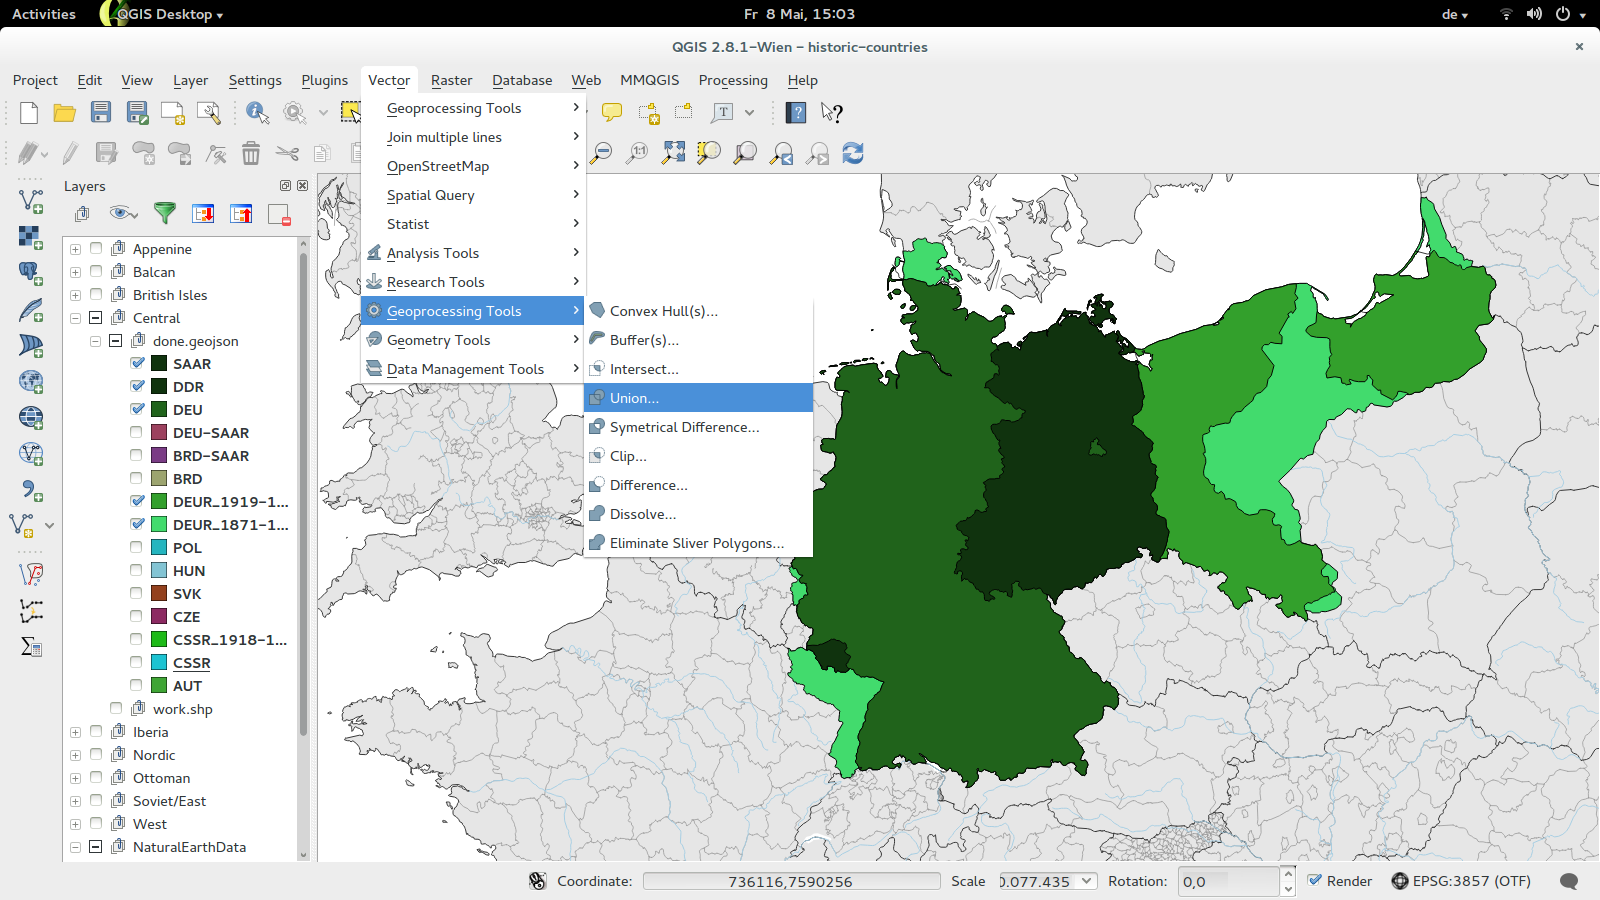 Activities
QGIS Desktop
Fr 8 Mai, 15:03
de
QGIS 2.8.1-Wien - historic-countries
Project Edit View Layer Settings Plugins Vector Raster Database Web MMQGIS Processing Help
Geoprocessing Tools
Join multiple lines
OpenStreetMap
Spatial Query
Statist
Analysis Tools
Research Tools
Geoprocessing Tools
Geometry Tools
Data Management Tools
Convex Hull(s)...
Buffer(s)...
Intersect...
Union...
Symetrical Difference...
Clip...
Difference...
Dissolve...
Eliminate Sliver Polygons...
Layers
Appenine
Balcan
British Isles
Central
done.geojson
SAAR
DDR
DEU
DEU-SAAR
BRD-SAAR
BRD
DEUR_1919-1...
DEUR_1871-1...
POL
HUN
SVK
CZE
CSSR_1918-1...
CSSR
AUT
work.shp
Iberia
Nordic
Ottoman
Soviet/East
West
NaturalEarthData
Coordinate: 736116,7590256 Scale 0.077.435 Rotation: 0,0 Render EPSG:3857 (OTF)